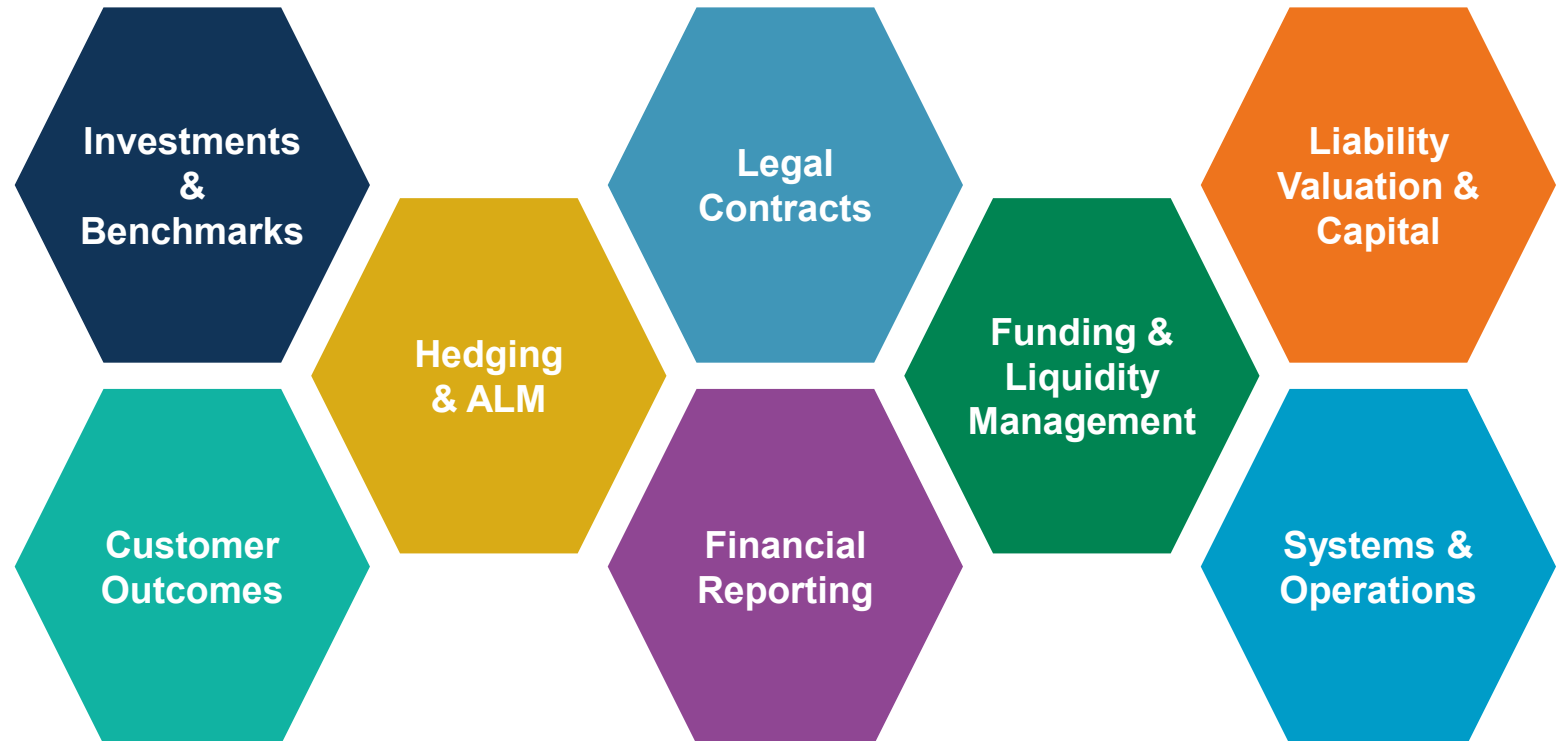 Investments
&
Benchmarks
Legal
Contracts
Liability
Valuation &
Capital
Hedging
& ALM
Funding &
Liquidity
Management
Customer
Outcomes
Financial
Reporting
Systems &
Operations